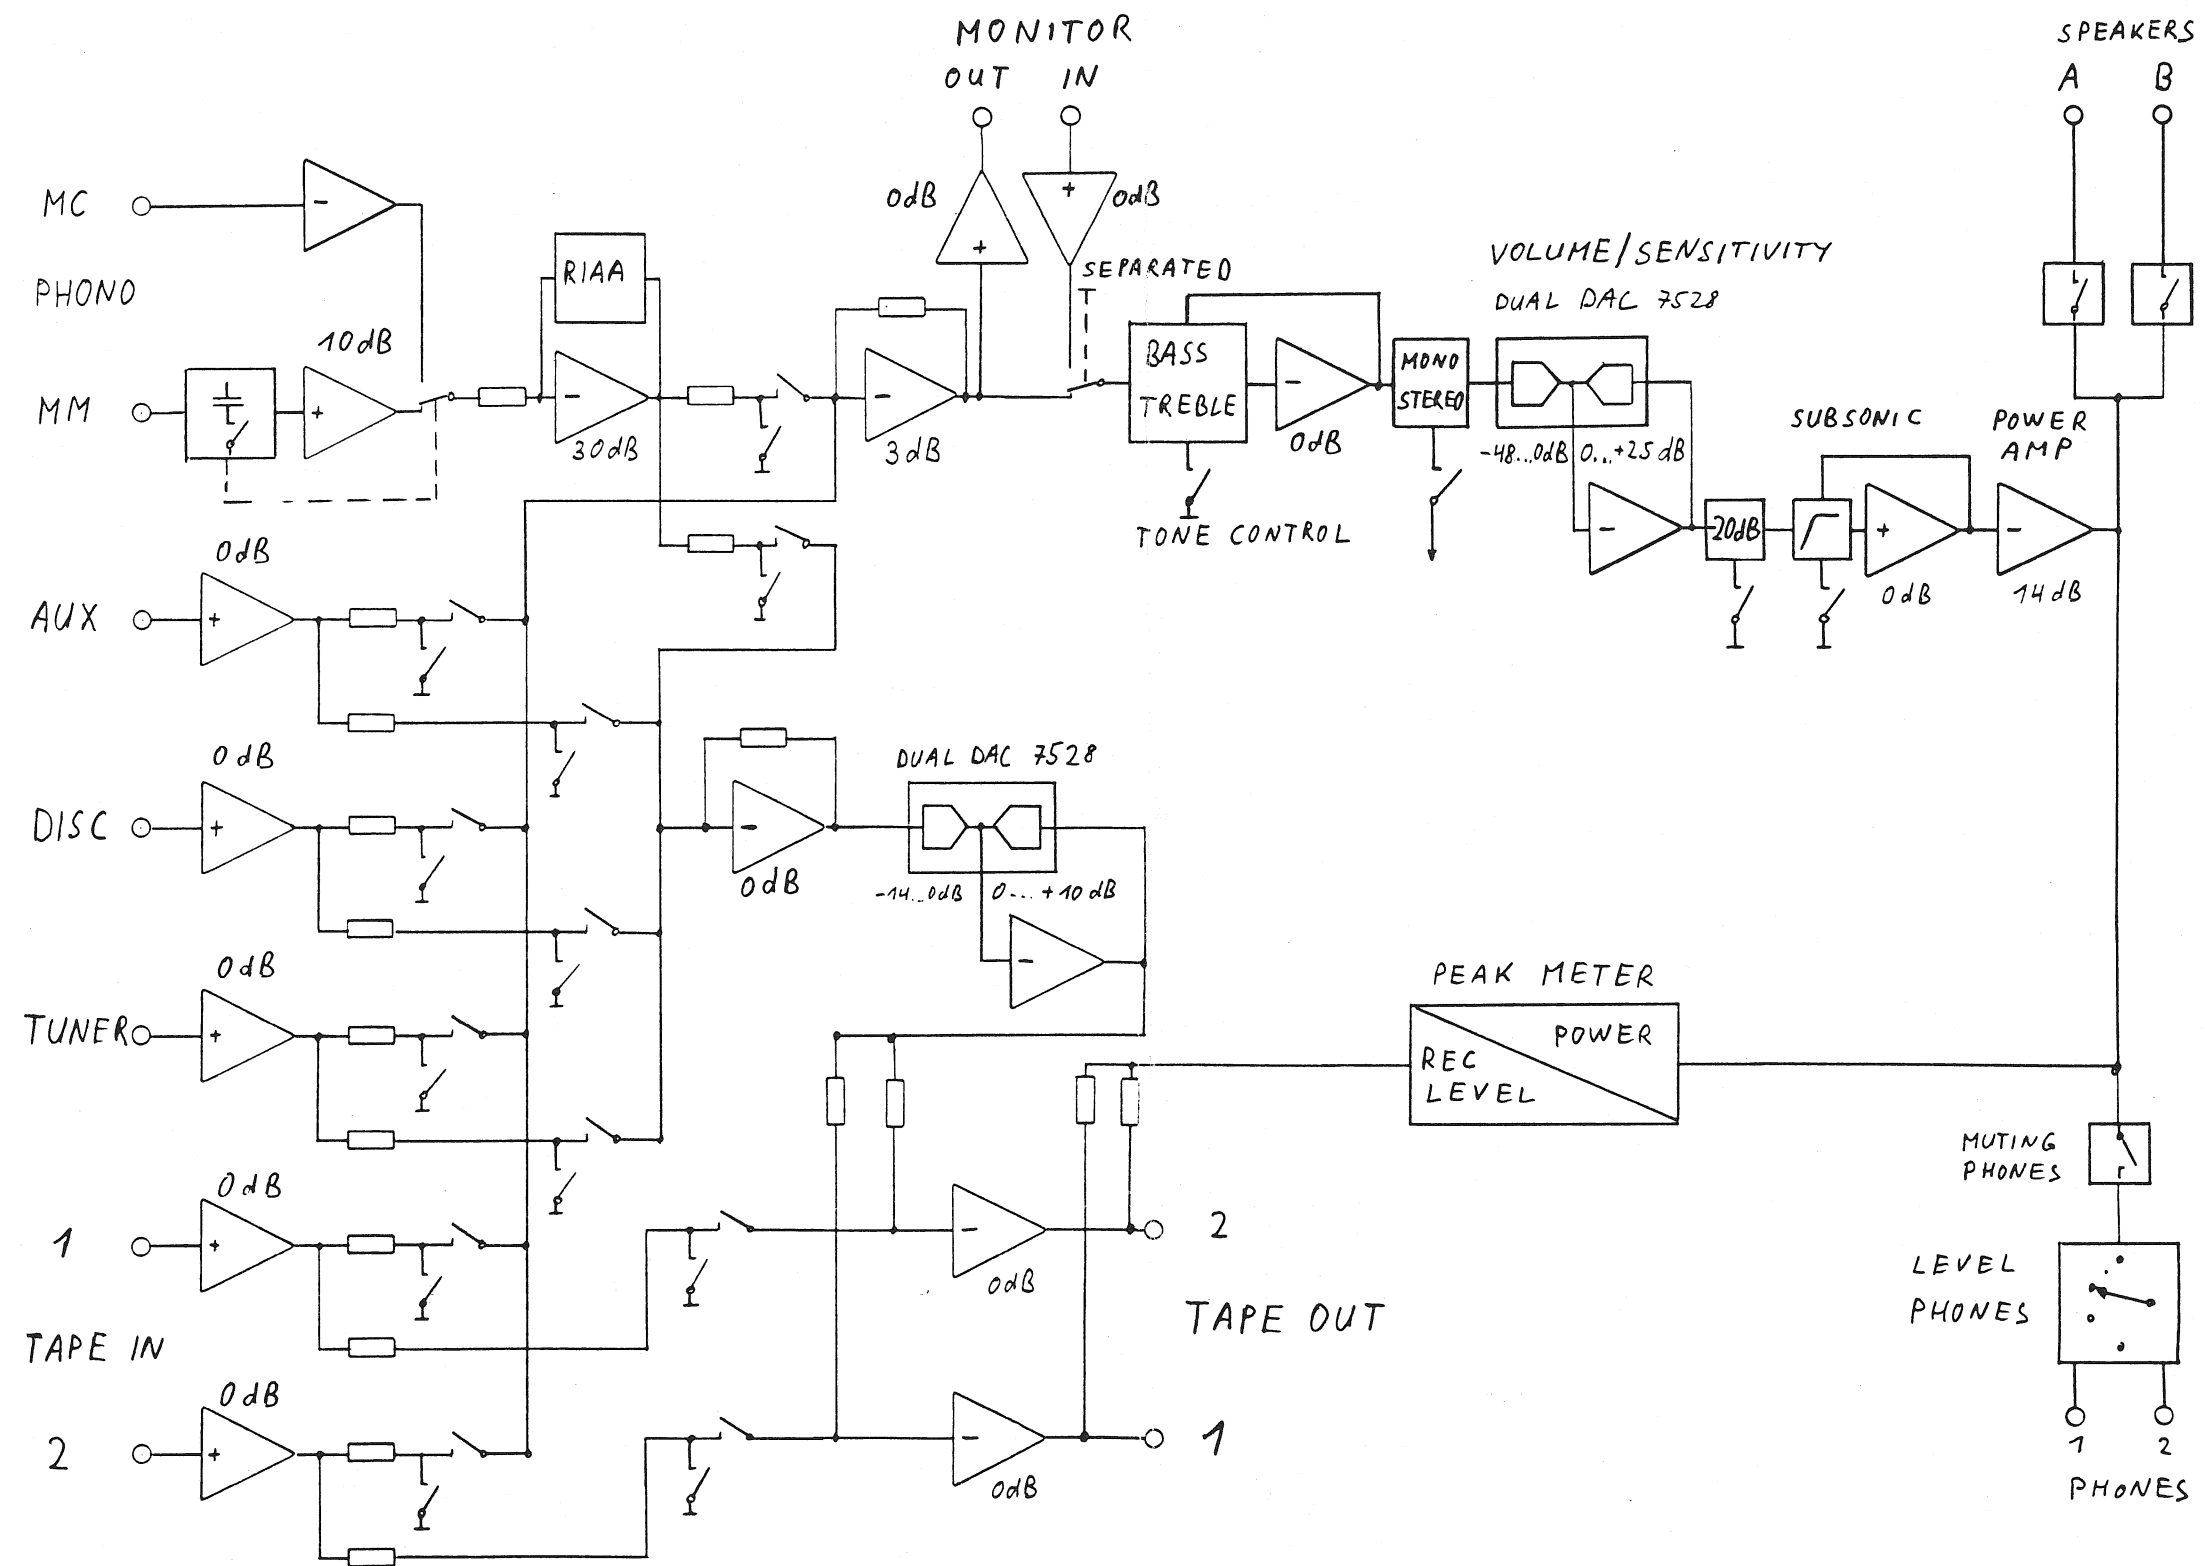 MONITOR
OUT IN
SPEAKERS
A B
MC
PHONO
MM
10dB
RIAA
30dB
0dB
0dB
3dB
SEPARATED
BASS
TREBLE
TONE CONTROL
0dB
MONO
STEREO
VOLUME/SENSITIVITY
DUAL DAC 7528
-48...0dB 0...+25dB
20dB
SUBSONIC
0dB
POWER
AMP
14dB
AUX
0dB
DISC
0dB
TUNER
0dB
0dB
DUAL DAC 7528
-14...0dB 0....+10dB
1
0dB
TAPE IN
2
0dB
2
0dB
TAPE OUT
1
0dB
PEAK METER
REC
LEVEL
POWER
MUTING
PHONES
LEVEL
PHONES
1 2
PHONES